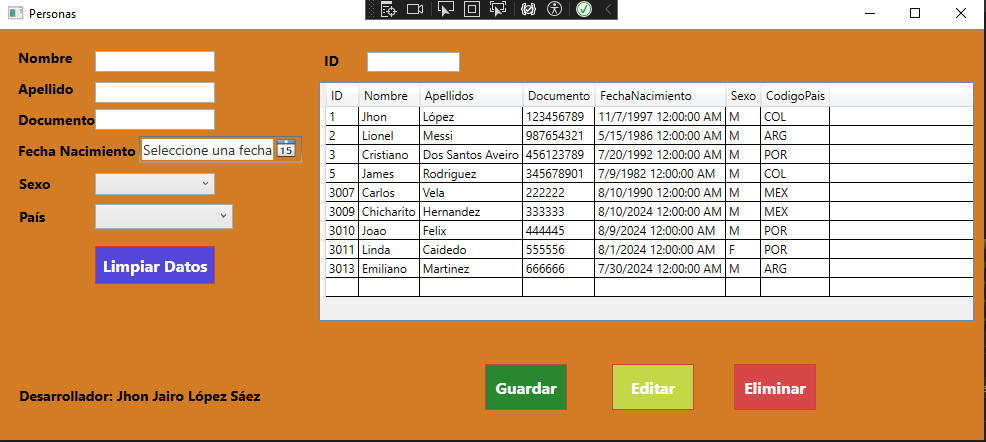 Personas
Nombre
Apellido
Documento
Fecha Nacimiento Seleccione una fecha 15
Sexo
País
Limpiar Datos
ID
ID Nombre Apellidos Documento FechaNacimiento Sexo CodigoPais
1 Jhon López 123456789 11/7/1997 12:00:00 AM M COL
2 Lionel Messi 987654321 5/15/1986 12:00:00 AM M ARG
3 Cristiano Dos Santos Aveiro 456123789 7/20/1992 12:00:00 AM M POR
5 James Rodriguez 345678901 7/9/1982 12:00:00 AM M COL
3007 Carlos Vela 222222 8/10/1990 12:00:00 AM M MEX
3009 Chicharito Hernandez 333333 8/10/2024 12:00:00 AM M MEX
3010 Joao Felix 444445 8/9/2024 12:00:00 AM M POR
3011 Linda Caidedo 555556 8/1/2024 12:00:00 AM F POR
3013 Emiliano Martinez 666666 7/30/2024 12:00:00 AM M ARG
Guardar Editar Eliminar
Desarrollador: Jhon Jairo López Sáez